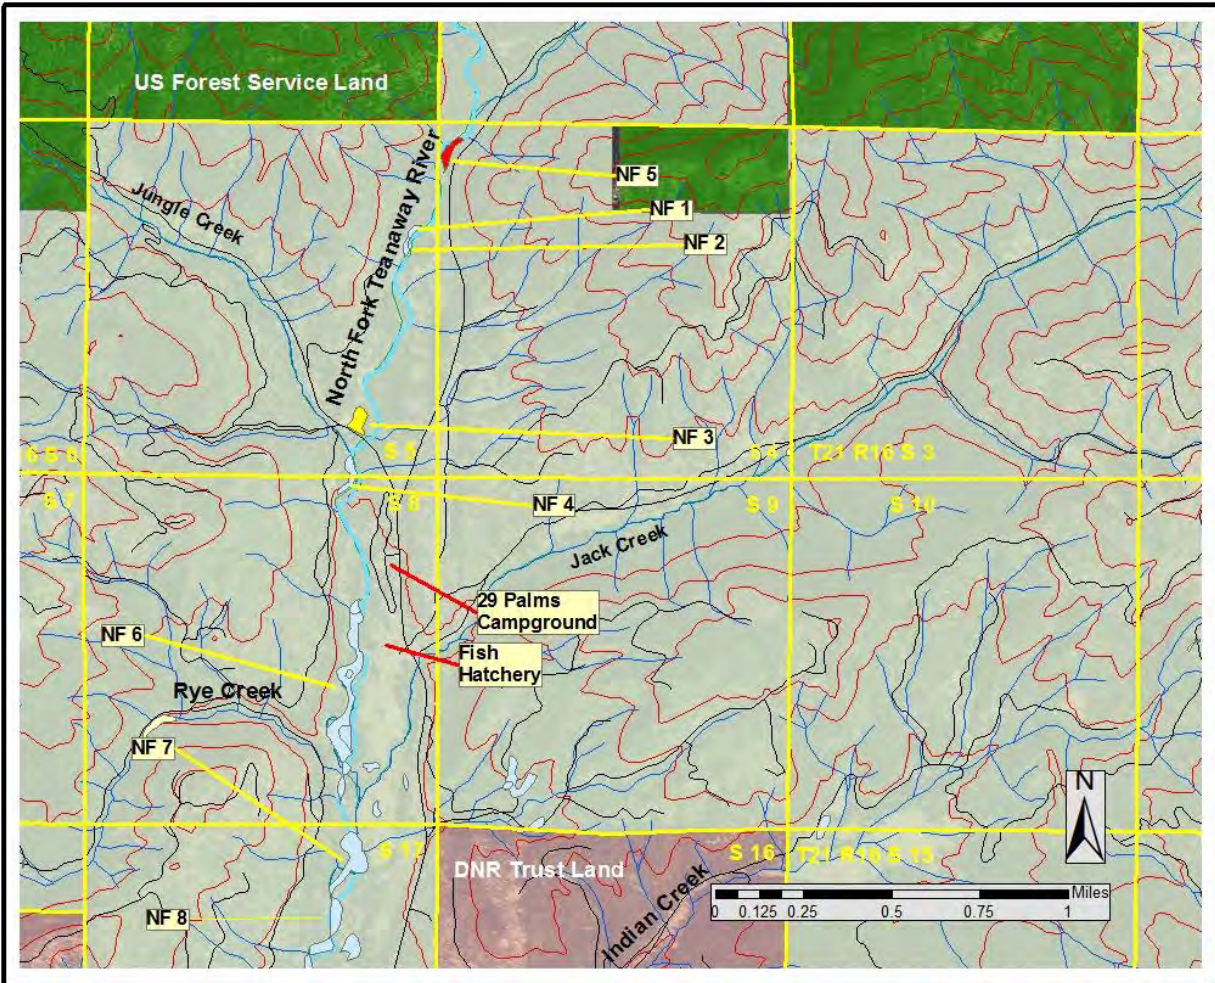 US Forest Service Land
North Fork Teanaway River
Jungle Creek
NF 5
NF 1
NF 2
NF 3
6 S 6
S 5
S 4
T21 R16 S 3
S 7
S 8
NF 4
S 9
S 10
Jack Creek
29 Palms
Campground
NF 6
Fish
Hatchery
Rye Creek
NF 7
N
S 17
DNR Trust Land
S 16
T21 R16 S 15
Miles
0 0.125 0.25 0.5 0.75 1
NF 8
Indian Creek